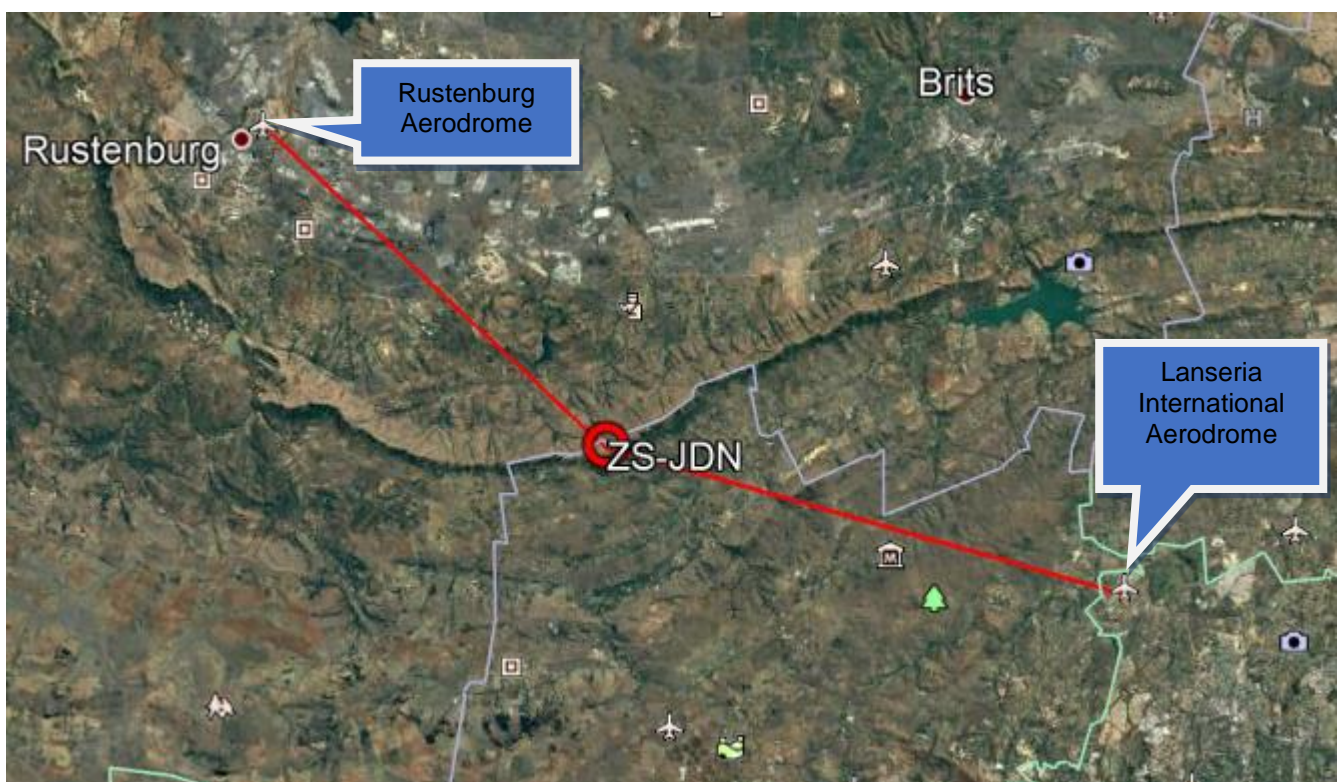 Rustenburg
Aerodrome
Brits
Rustenburg
H
ZS-JDN
Lanseria
International
Aerodrome
M